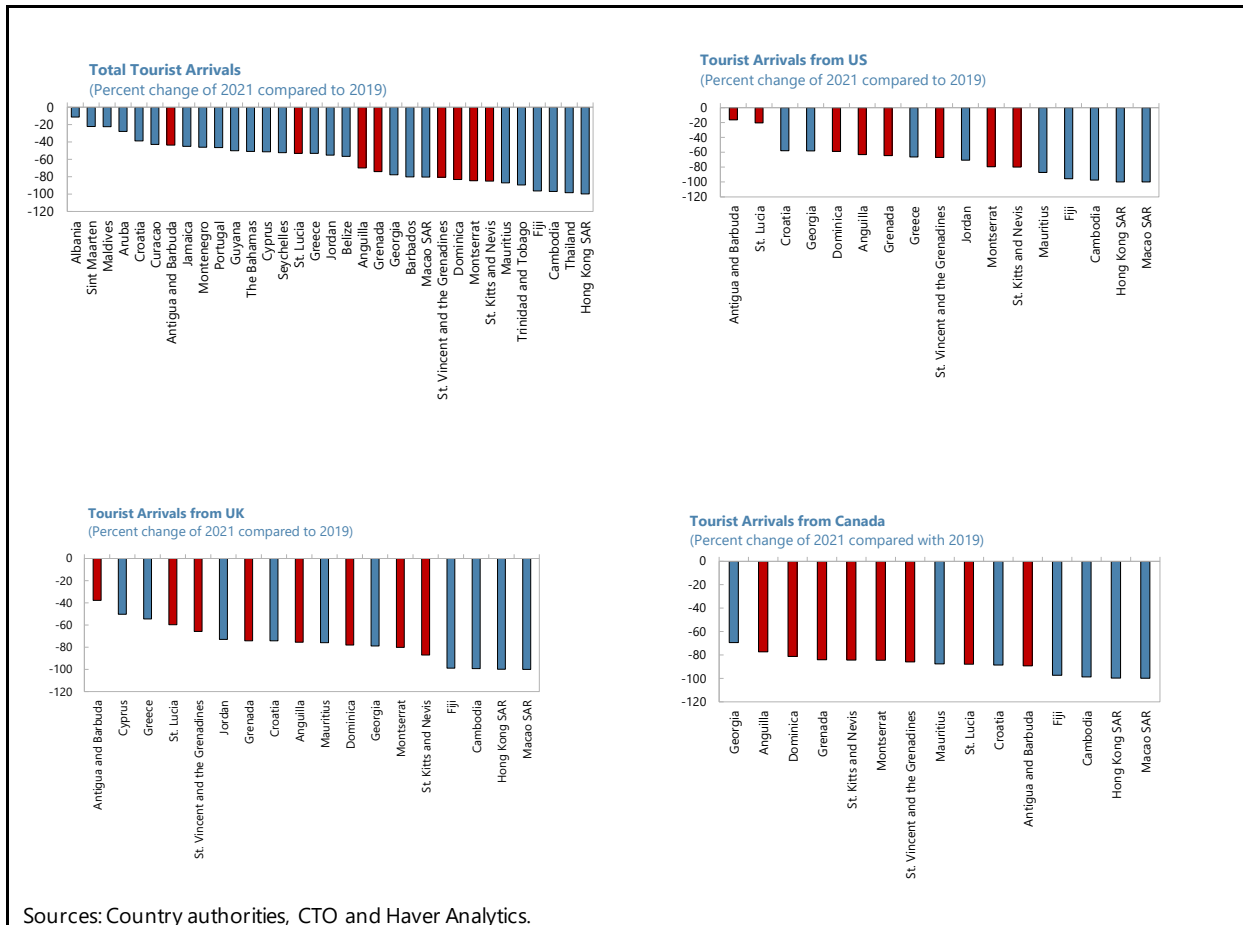 Total Tourist Arrivals
(Percent change of 2021 compared to 2019)
0
-20
-40
-60
-80
-100
-120
Albania
Sint Maarten
Maldives
Aruba
Croatia
Curacao
Antigua and Barbuda
Jamaica
Montenegro
Portugal
Guyana
The Bahamas
Cyprus
Seychelles
St. Lucia
Greece
Jordan
Belize
Anguilla
Grenada
Georgia
Barbados
Macao SAR
St. Vincent and the Grenadines
Dominica
Montserrat
St. Kitts and Nevis
Mauritius
Trinidad and Tobago
Fiji
Cambodia
Thailand
Hong Kong SAR
Tourist Arrivals from US
(Percent change of 2021 compared to 2019)
0
-20
-40
-60
-80
-100
-120
Antigua and Barbuda
St. Lucia
Croatia
Georgia
Dominica
Anguilla
Grenada
Greece
St. Vincent and the Grenadines
Jordan
Montserrat
St. Kitts and Nevis
Mauritius
Fiji
Cambodia
Hong Kong SAR
Macao SAR
Tourist Arrivals from UK
(Percent change of 2021 compared to 2019)
0
-20
-40
-60
-80
-100
-120
Antigua and Barbuda
Cyprus
Greece
St. Lucia
St. Vincent and the Grenadines
Jordan
Grenada
Croatia
Anguilla
Mauritius
Dominica
Georgia
Montserrat
St. Kitts and Nevis
Fiji
Cambodia
Hong Kong SAR
Macao SAR
Tourist Arrivals from Canada
(Percent change of 2021 compared with 2019)
0
-20
-40
-60
-80
-100
-120
Georgia
Anguilla
Dominica
Grenada
St. Kitts and Nevis
Montserrat
St. Vincent and the Grenadines
Mauritius
St. Lucia
Croatia
Antigua and Barbuda
Fiji
Cambodia
Hong Kong SAR
Macao SAR
Sources: Country authorities, CTO and Haver Analytics.